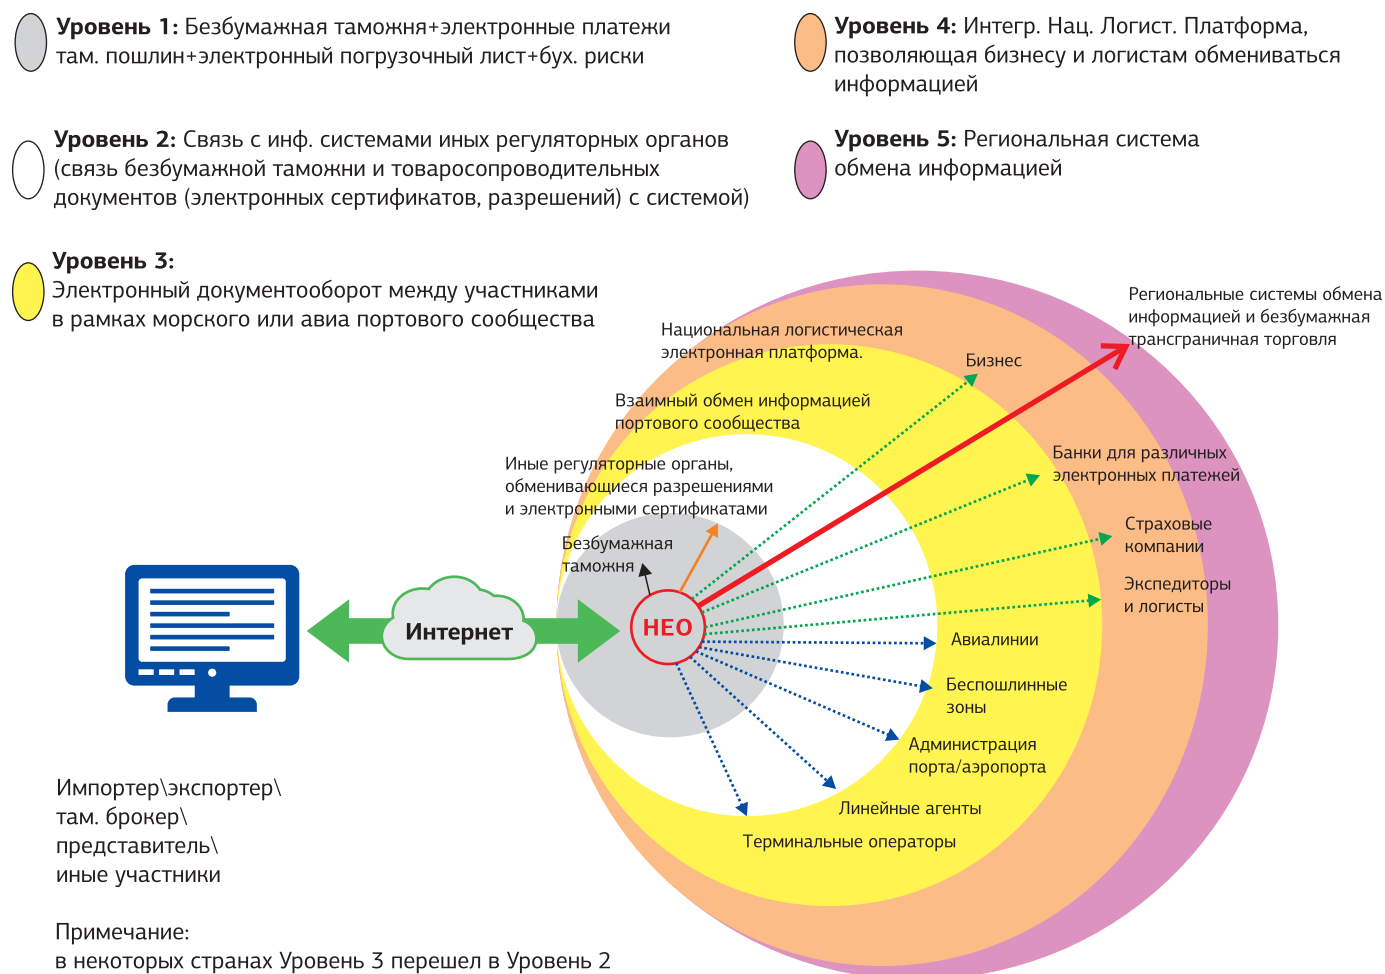 Уровень 1: Безбумажная таможня+электронные платежи
там. пошлин+электронный погрузочный лист+бух. риски
Уровень 2: Связь с инф. системами иных регуляторных органов
(связь безбумажной таможни и товаросопроводительных
документов (электронных сертификатов, разрешений) с системой)
Уровень 3:
Электронный документооборот между участниками
в рамках морского или авиа портового сообщества
Уровень 4: Интегр. Нац. Логист. Платформа,
позволяющая бизнесу и логистам обмениваться
информацией
Уровень 5: Региональная система
обмена информацией
Региональные системы обмена
информацией и безбумажная
трансграничная торговля
Национальная логистическая
электронная платформа.
Бизнес
Взаимный обмен информацией
портового сообщества
Иные регуляторные органы,
обменивающиеся разрешениями
и электронными сертификатами
Банки для различных
электронных платежей
Страховые
компании
Безбумажная
таможня
Экспедиторы
и логисты
Интернет
НЕО
Авиалинии
Беспошлинные
зоны
Администрация
порта/аэропорта
Линейные агенты
Терминальные операторы
Импортер\экспортер\
там. брокер\
представитель\
иные участники
Примечание:
в некоторых странах Уровень 3 перешел в Уровень 2